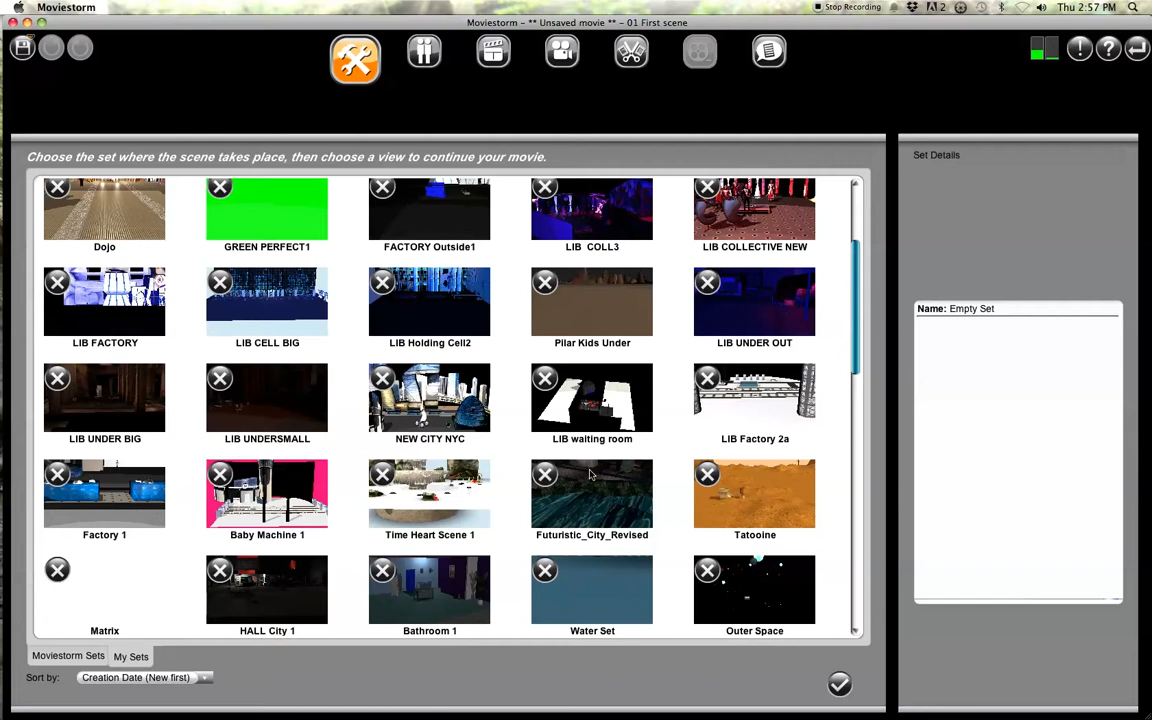 Moviestorm
Stop Recording
2
Thu 2:57 PM
Moviestorm - ** Unsaved movie ** - 01 First scene
Choose the set where the scene takes place, then choose a view to continue your movie.
Set Details
Dojo
GREEN PERFECT1
FACTORY Outside1
LIB COLL3
LIB COLLECTIVE NEW
LIB FACTORY
LIB CELL BIG
LIB Holding Cell2
Pilar Kids Under
LIB UNDER OUT
Name: Empty Set
LIB UNDER BIG
LIB UNDERSMALL
NEW CITY NYC
LIB waiting room
LIB Factory 2a
Factory 1
Baby Machine 1
Time Heart Scene 1
Futuristic_City_Revised
Tatooine
Matrix
HALL City 1
Bathroom 1
Water Set
Outer Space
Moviestorm Sets
My Sets
Sort by:
Creation Date (New first)